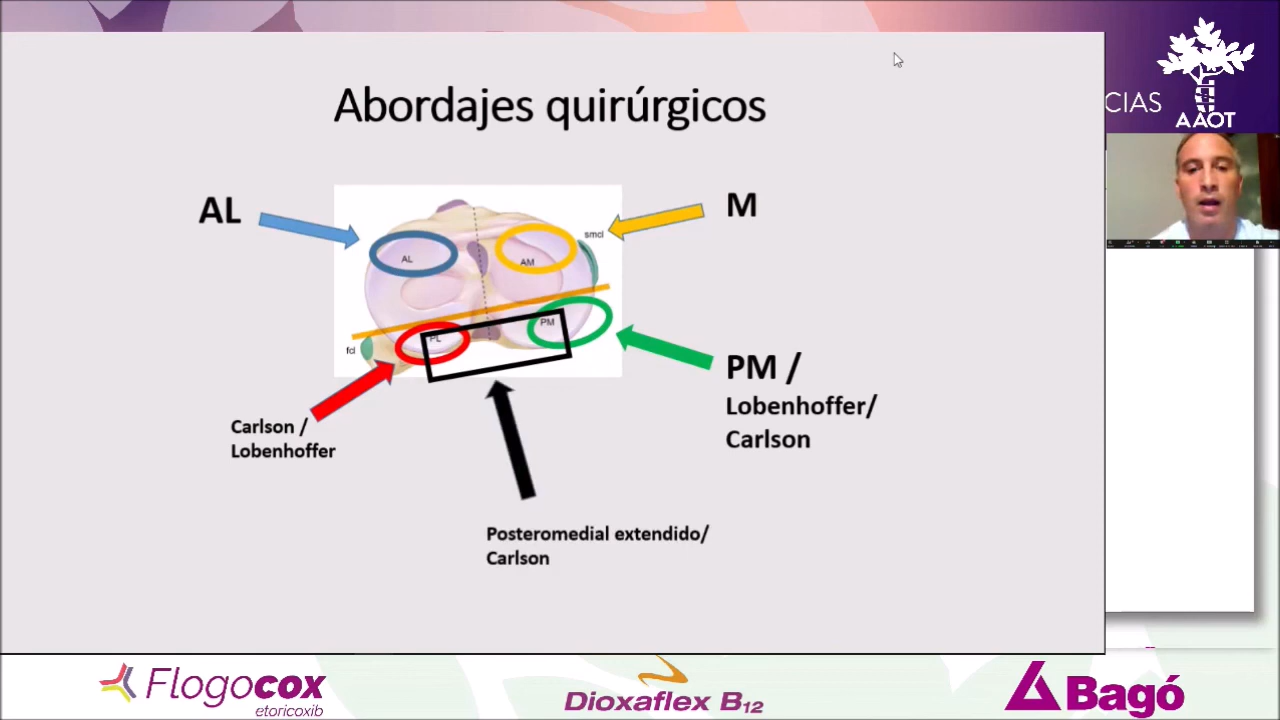 Abordajes quirúrgicos
CIAS
AAOT
AL
M
smcl
AL
AM
PM
PL
fcl
PM /
Lobenhoffer/
Carlson
Carlson /
Lobenhoffer
Posteromedial extendido/
Carlson
Flogocox
etoricoxib
Dioxaflex B12
Bagó